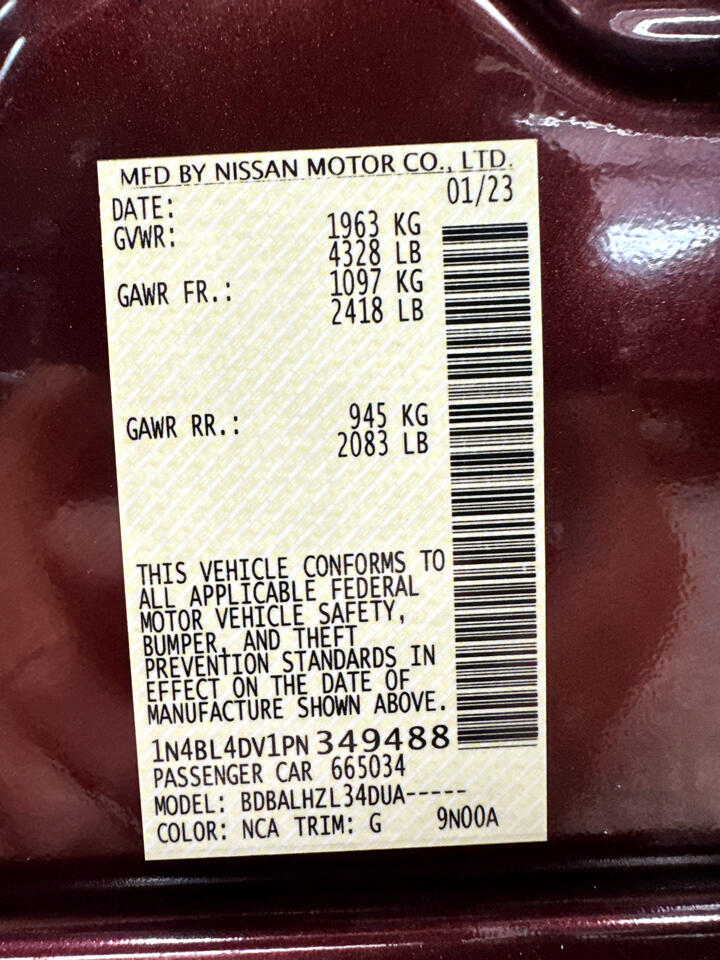 MFD BY NISSAN MOTOR CO., LTD.
DATE: 01/23
GVWR: 1963 KG
4328 LB
GAWR FR.: 1097 KG
2418 LB
GAWR RR.: 945 KG
2083 LB
THIS VEHICLE CONFORMS TO
ALL APPLICABLE FEDERAL
MOTOR VEHICLE SAFETY,
BUMPER, AND THEFT
PREVENTION STANDARDS IN
EFFECT ON THE DATE OF
MANUFACTURE SHOWN ABOVE.
1N4BL4DV1PN 349488
PASSENGER CAR 665034
MODEL: BDBALHZL34DUA-----
COLOR: NCA TRIM: G 9N00A